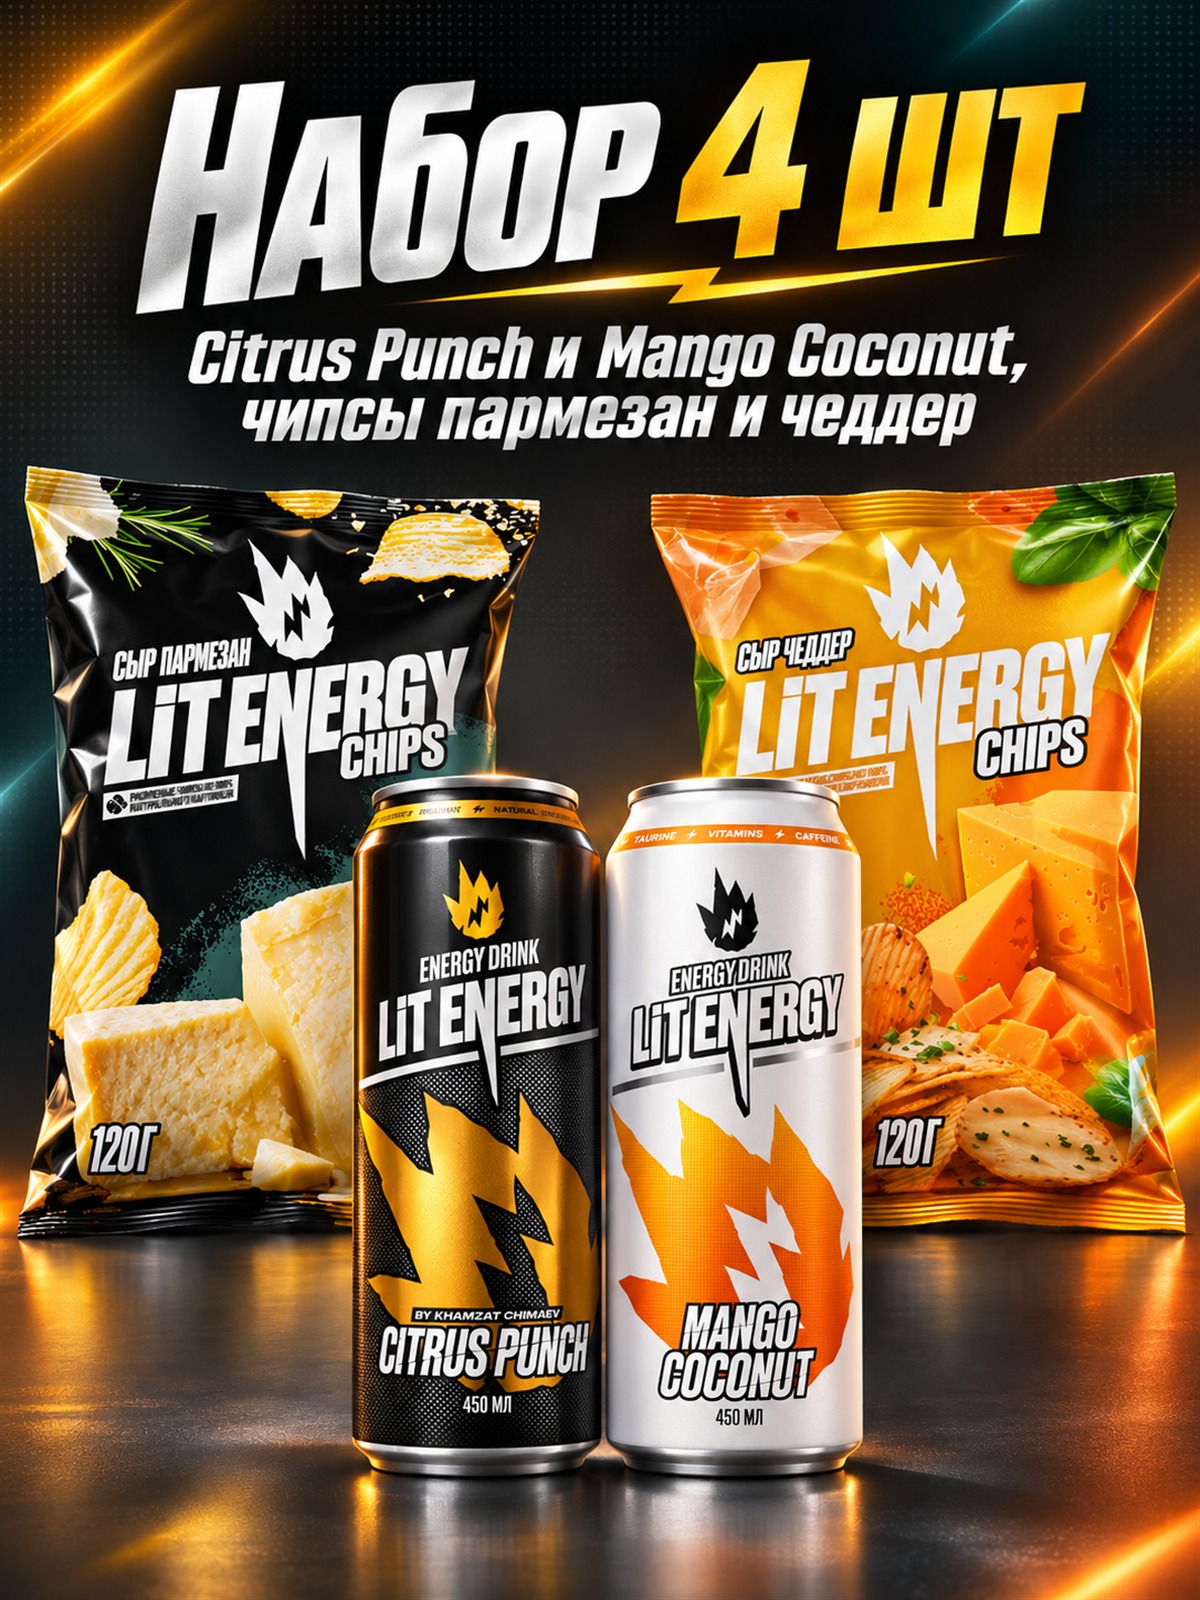 Набор 4 шт
Citrus Punch и Mango Coconut,
чипсы пармезан и чеддер
СЫР ПАРМЕЗАН
LiT ENERGY
CHIPS
120Г
СЫР ЧЕДДЕР
LiT ENERGY
CHIPS
120Г
NATURAL
ENERGY DRINK
LiT ENERGY
BY KHAMZAT CHIMAEV
CITRUS PUNCH
450 МЛ
TAURINE VITAMINS CAFFEINE
ENERGY DRINK
LiT ENERGY
MANGO
COCONUT
450 МЛ